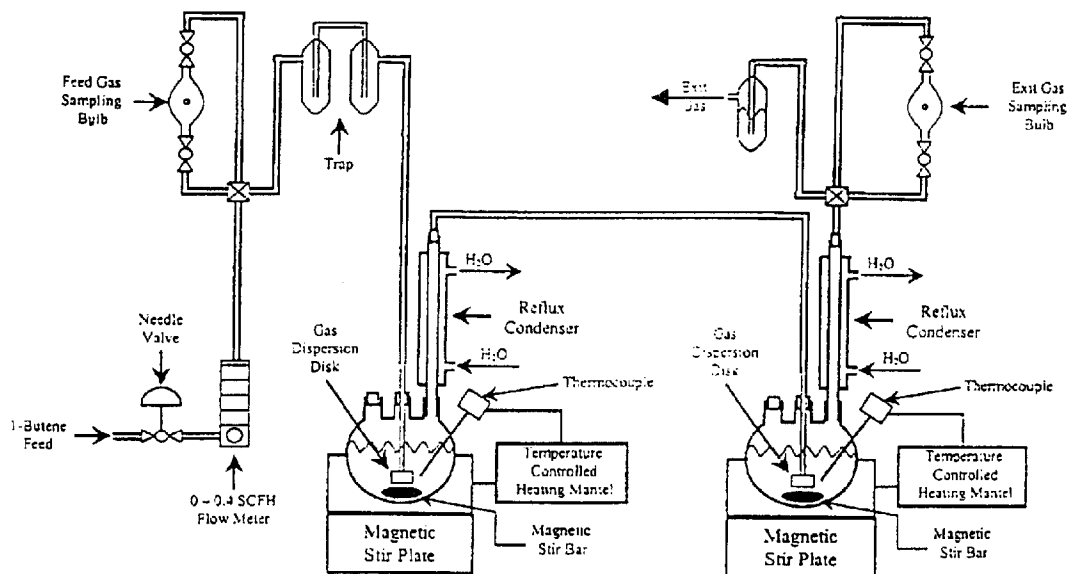 Feed Gas
Sampling
Bulb
Trap
Exit
Gas
Exit Gas
Sampling
Bulb
H₂O
Reflux
Condenser
H₂O
Needle
Valve
Gas
Dispersion
Disk
Thermocouple
1-Butene
Feed
0 – 0.4 SCFH
Flow Meter
Temperature
Controlled
Heating Mantel
Magnetic
Stir Plate
Magnetic
Stir Bar
H₂O
Reflux
Condenser
H₂O
Gas
Dispersion
Disk
Thermocouple
Temperature
Controlled
Heating Mantel
Magnetic
Stir Plate
Magnetic
Stir Bar